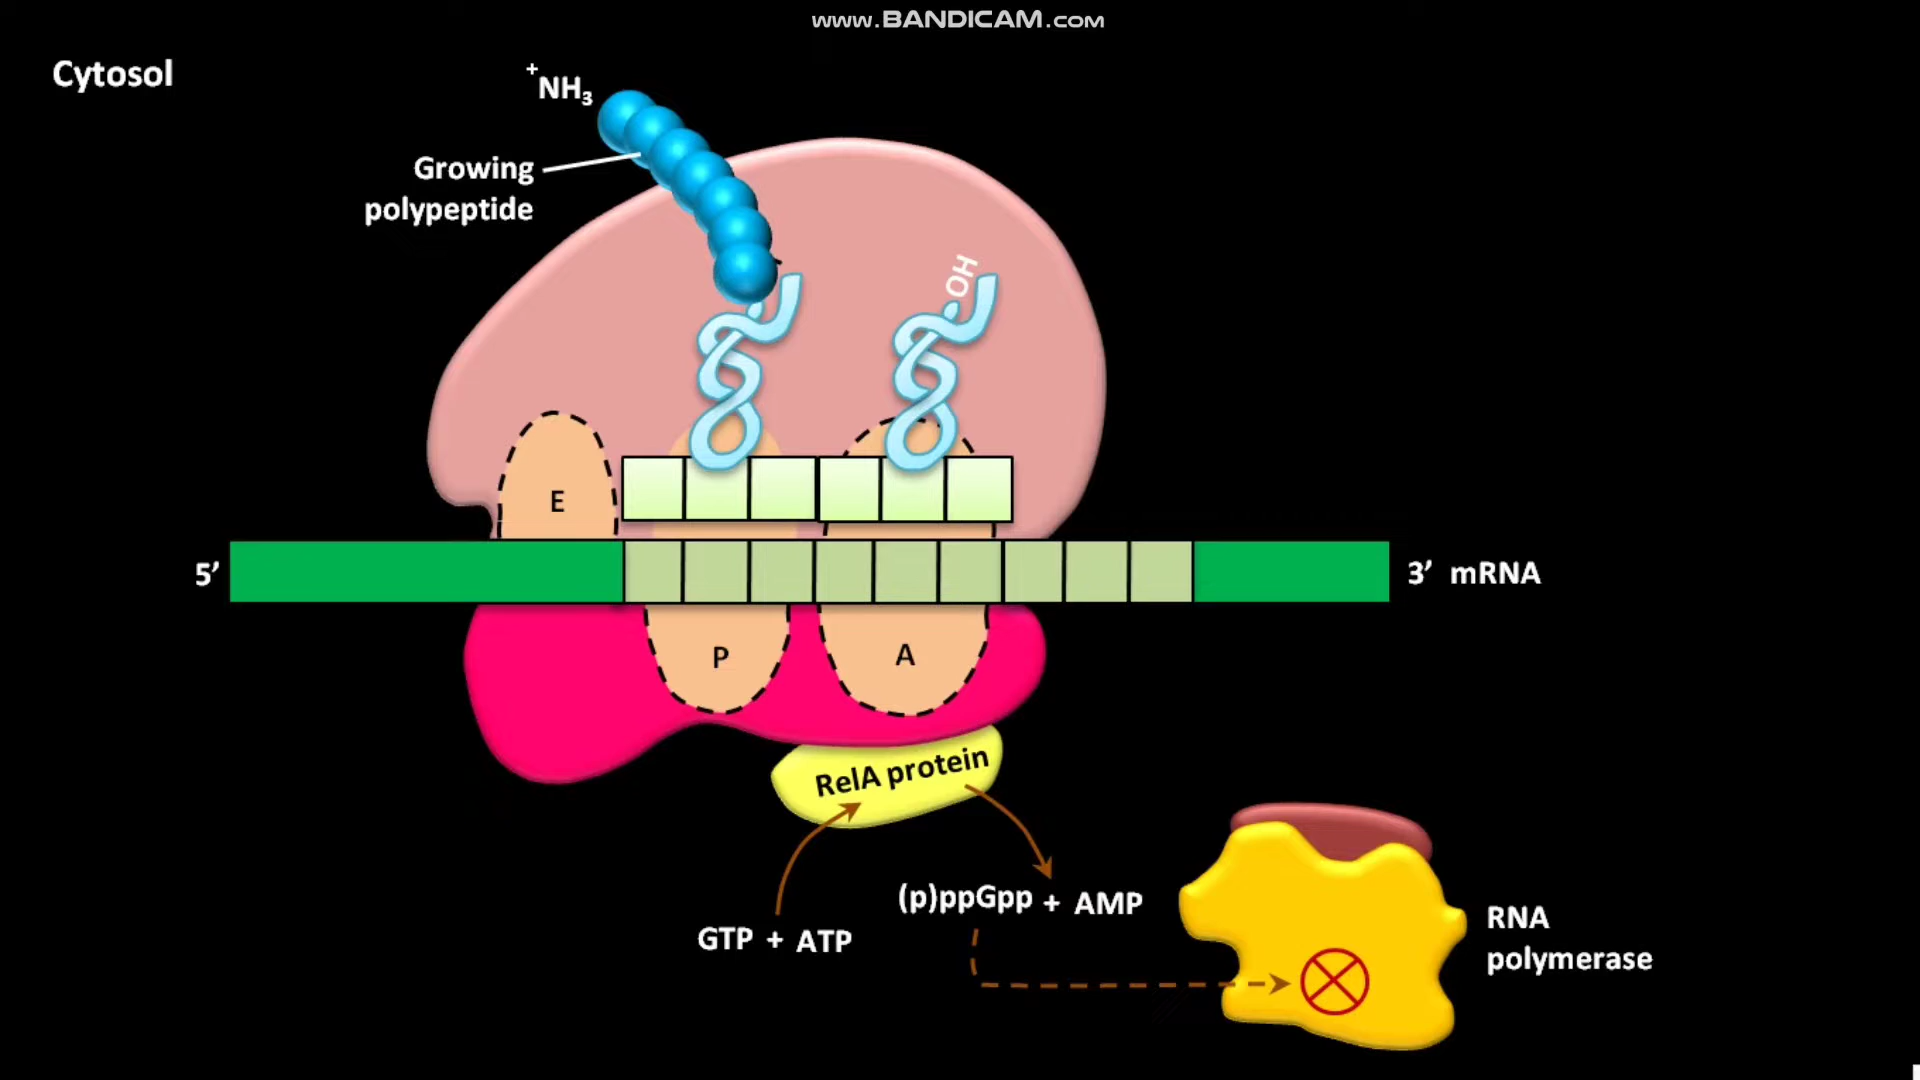 www.BANDICAM.com
Cytosol
+NH3
Growing
polypeptide
OH
E
5’
3’ mRNA
P
A
RelA protein
(p)ppGpp + AMP
GTP + ATP
RNA
polymerase